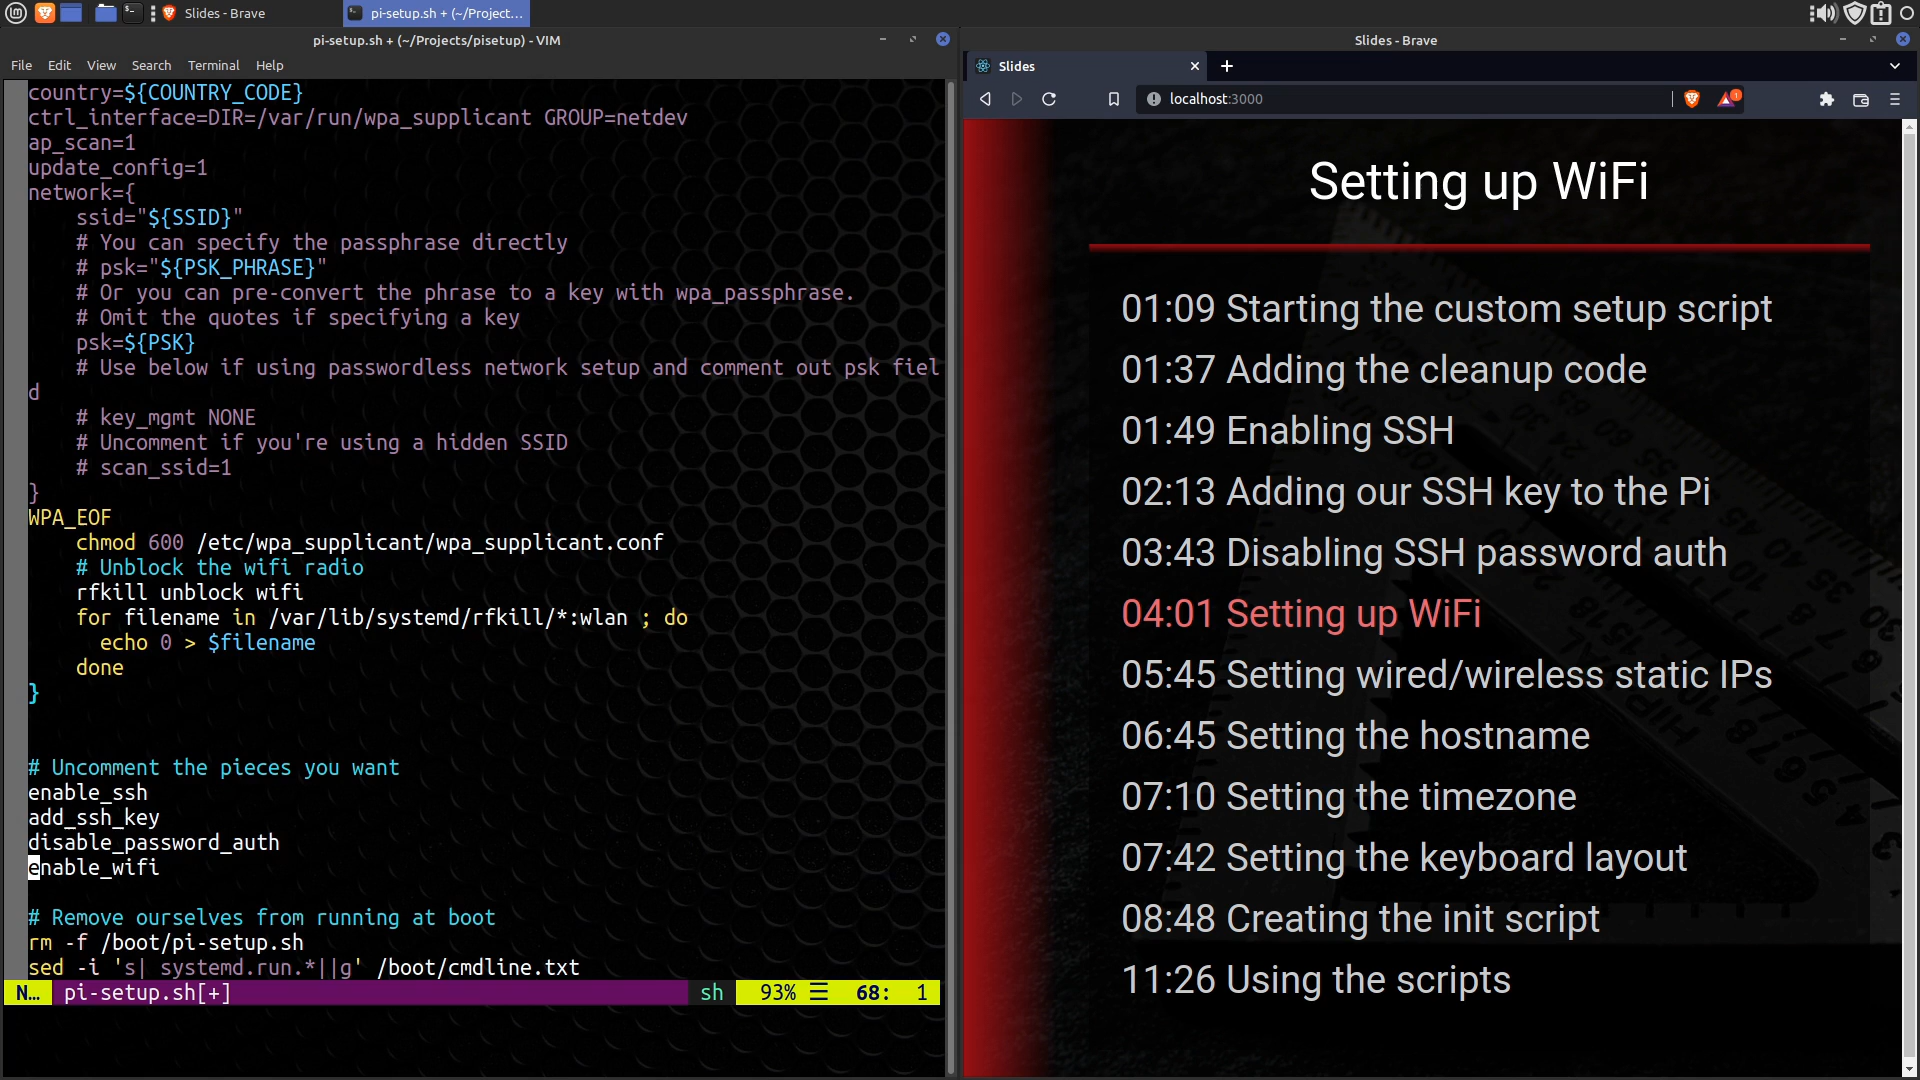 Slides - Brave
pi-setup.sh + (~/Project...
pi-setup.sh + (~/Projects/pisetup) - VIM
File Edit View Search Terminal Help
country=${COUNTRY_CODE}
ctrl_interface=DIR=/var/run/wpa_supplicant GROUP=netdev
ap_scan=1
update_config=1
network={
    ssid="${SSID}"
    # You can specify the passphrase directly
    # psk="${PSK_PHRASE}"
    # Or you can pre-convert the phrase to a key with wpa_passphrase.
    # Omit the quotes if specifying a key
    psk=${PSK}
    # Use below if using passwordless network setup and comment out psk fiel
d
    # key_mgmt NONE
    # Uncomment if you're using a hidden SSID
    # scan_ssid=1
}
WPA_EOF
    chmod 600 /etc/wpa_supplicant/wpa_supplicant.conf
    # Unblock the wifi radio
    rfkill unblock wifi
    for filename in /var/lib/systemd/rfkill/*:wlan ; do
      echo 0 > $filename
    done
}
# Uncomment the pieces you want
enable_ssh
add_ssh_key
disable_password_auth
enable_wifi
# Remove ourselves from running at boot
rm -f /boot/pi-setup.sh
sed -i 's| systemd.run.*||g' /boot/cmdline.txt
N... pi-setup.sh[+] sh 93% ☰ 68: 1
Slides - Brave
Slides
localhost:3000
1
Setting up WiFi
01:09 Starting the custom setup script
01:37 Adding the cleanup code
01:49 Enabling SSH
02:13 Adding our SSH key to the Pi
03:43 Disabling SSH password auth
04:01 Setting up WiFi
05:45 Setting wired/wireless static IPs
06:45 Setting the hostname
07:10 Setting the timezone
07:42 Setting the keyboard layout
08:48 Creating the init script
11:26 Using the scripts